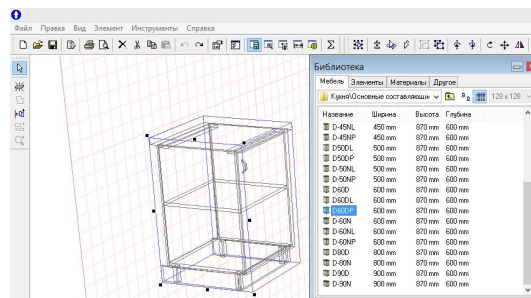 Файл Правка Вид Элемент Инструменты Справка
Библиотека
Мебель Элементы Материалы Другое
Кухня\Основные составляющие 128 x 128
Название Ширина Высота Глубина
D-45NL 450 mm 870 mm 600 mm
D-45NP 450 mm 870 mm 600 mm
D50DL 500 mm 870 mm 600 mm
D50DP 500 mm 870 mm 600 mm
D-50NL 500 mm 870 mm 600 mm
D-50NP 500 mm 870 mm 600 mm
D60D 600 mm 870 mm 600 mm
D60DL 600 mm 870 mm 600 mm
D60DP 600 mm 870 mm 600 mm
D-60N 600 mm 870 mm 600 mm
D-60NL 600 mm 870 mm 600 mm
D-60NP 600 mm 870 mm 600 mm
D80D 800 mm 870 mm 600 mm
D-80N 800 mm 870 mm 600 mm
D90D 900 mm 870 mm 600 mm
D-90N 900 mm 870 mm 600 mm